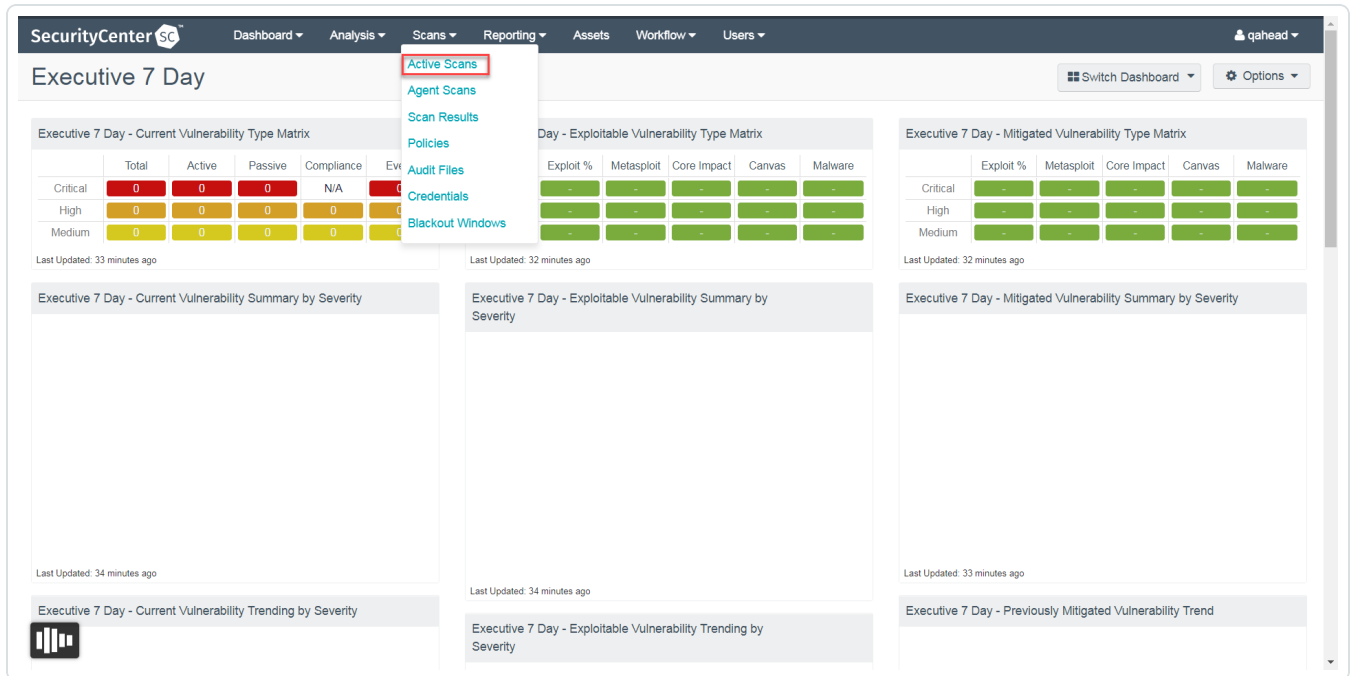 SecurityCenter SC™ Dashboard Analysis Scans Reporting Assets Workflow Users qahead
Executive 7 Day
Switch Dashboard Options
Active Scans
Agent Scans
Scan Results
Policies
Audit Files
Credentials
Blackout Windows
Executive 7 Day - Current Vulnerability Type Matrix
Total Active Passive Compliance Eve
Critical 0 0 0 N/A 0
High 0 0 0 0 0
Medium 0 0 0 0 0
Last Updated: 33 minutes ago
Day - Exploitable Vulnerability Type Matrix
Exploit % Metasploit Core Impact Canvas Malware
- - - - -
- - - - -
- - - - -
Last Updated: 32 minutes ago
Executive 7 Day - Mitigated Vulnerability Type Matrix
Exploit % Metasploit Core Impact Canvas Malware
Critical - - - - -
High - - - - -
Medium - - - - -
Last Updated: 32 minutes ago
Executive 7 Day - Current Vulnerability Summary by Severity
Last Updated: 34 minutes ago
Executive 7 Day - Exploitable Vulnerability Summary by
Severity
Last Updated: 34 minutes ago
Executive 7 Day - Mitigated Vulnerability Summary by Severity
Last Updated: 33 minutes ago
Executive 7 Day - Current Vulnerability Trending by Severity
Executive 7 Day - Exploitable Vulnerability Trending by
Severity
Executive 7 Day - Previously Mitigated Vulnerability Trend